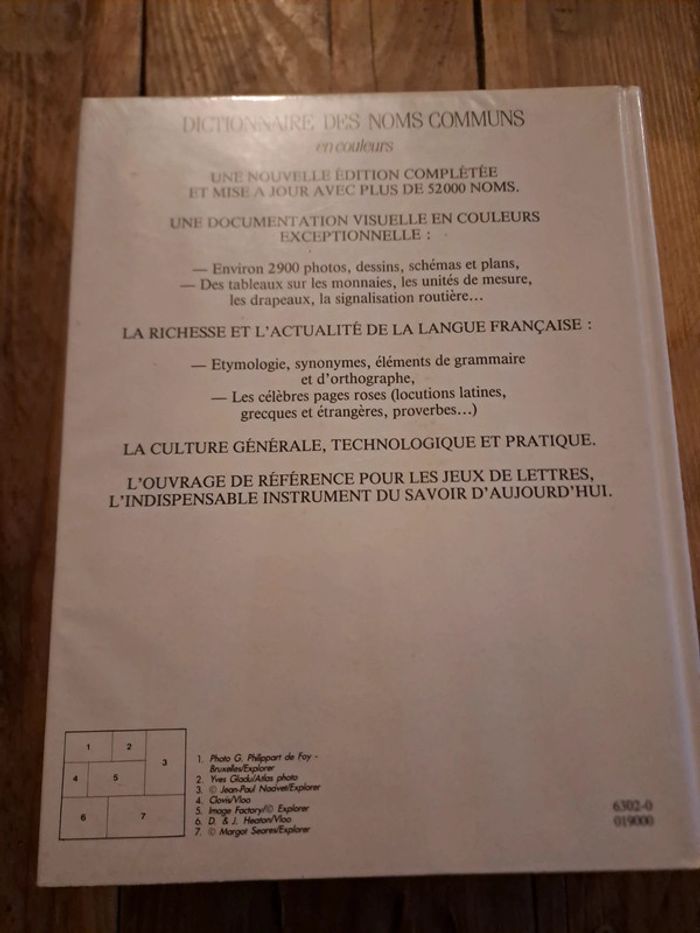 DICTIONNAIRE DES NOMS COMMUNS
en couleurs
UNE NOUVELLE ÉDITION COMPLÉTÉE
ET MISE A JOUR AVEC PLUS DE 52000 NOMS.
UNE DOCUMENTATION VISUELLE EN COULEURS
EXCEPTIONNELLE :
— Environ 2900 photos, dessins, schémas et plans,
— Des tableaux sur les monnaies, les unités de mesure,
les drapeaux, la signalisation routière...
LA RICHESSE ET L'ACTUALITÉ DE LA LANGUE FRANÇAISE :
— Etymologie, synonymes, éléments de grammaire
et d'orthographe,
— Les célèbres pages roses (locutions latines,
grecques et étrangères, proverbes...)
LA CULTURE GÉNÉRALE, TECHNOLOGIQUE ET PRATIQUE.
L'OUVRAGE DE RÉFÉRENCE POUR LES JEUX DE LETTRES,
L'INDISPENSABLE INSTRUMENT DU SAVOIR D'AUJOURD'HUI.
1 2
3
4 5
6 7
1. Photo G. Philippart de Foy -
Bruxelles/Explorer
2. Yves Gladu/Atlas photo
3. © Jean-Paul Nacivet/Explorer
4. Clovis/Vloo
5. Image Factory/© Explorer
6. D. & J. Heaton/Vloo
7. © Margot Seares/Explorer
6302-0
019000